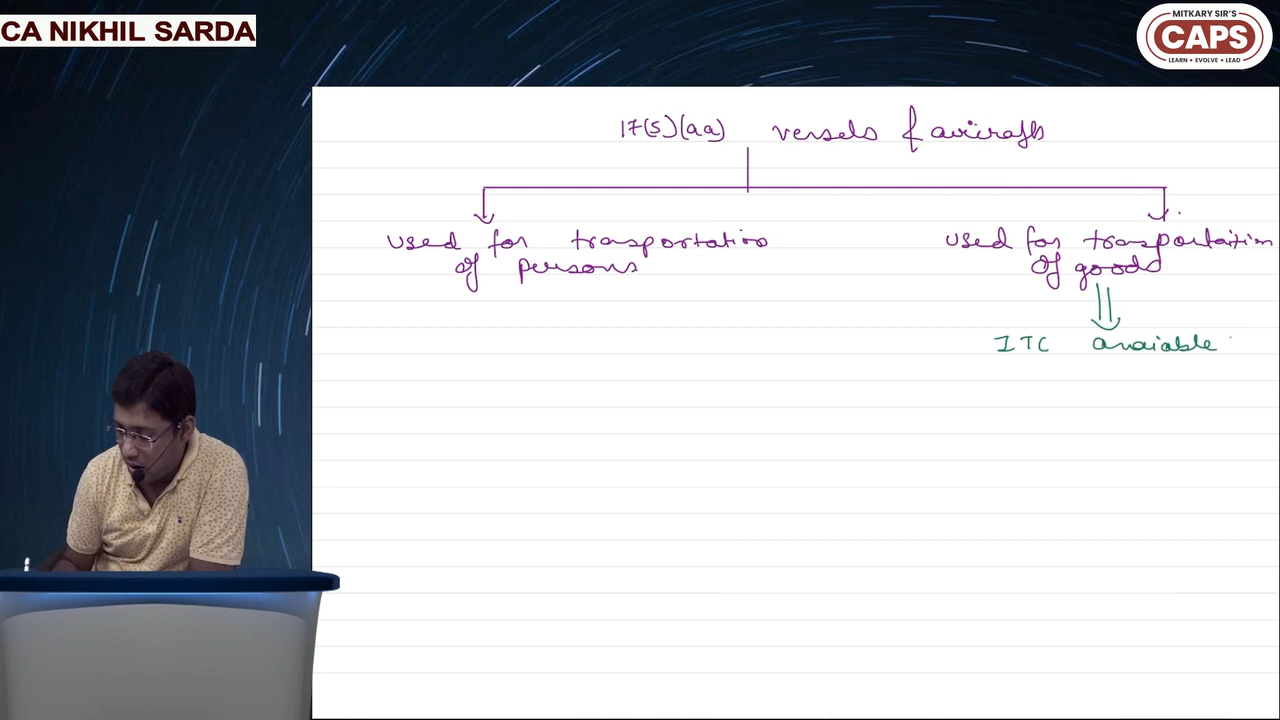 CA NIKHIL SARDA
MITKARY SIR'S
CAPS
LEARN • EVOLVE • LEAD
17(5)(aa) vessels & aircrafts
used for transportation
of persons
used for transportation
of goods
ITC avaiable